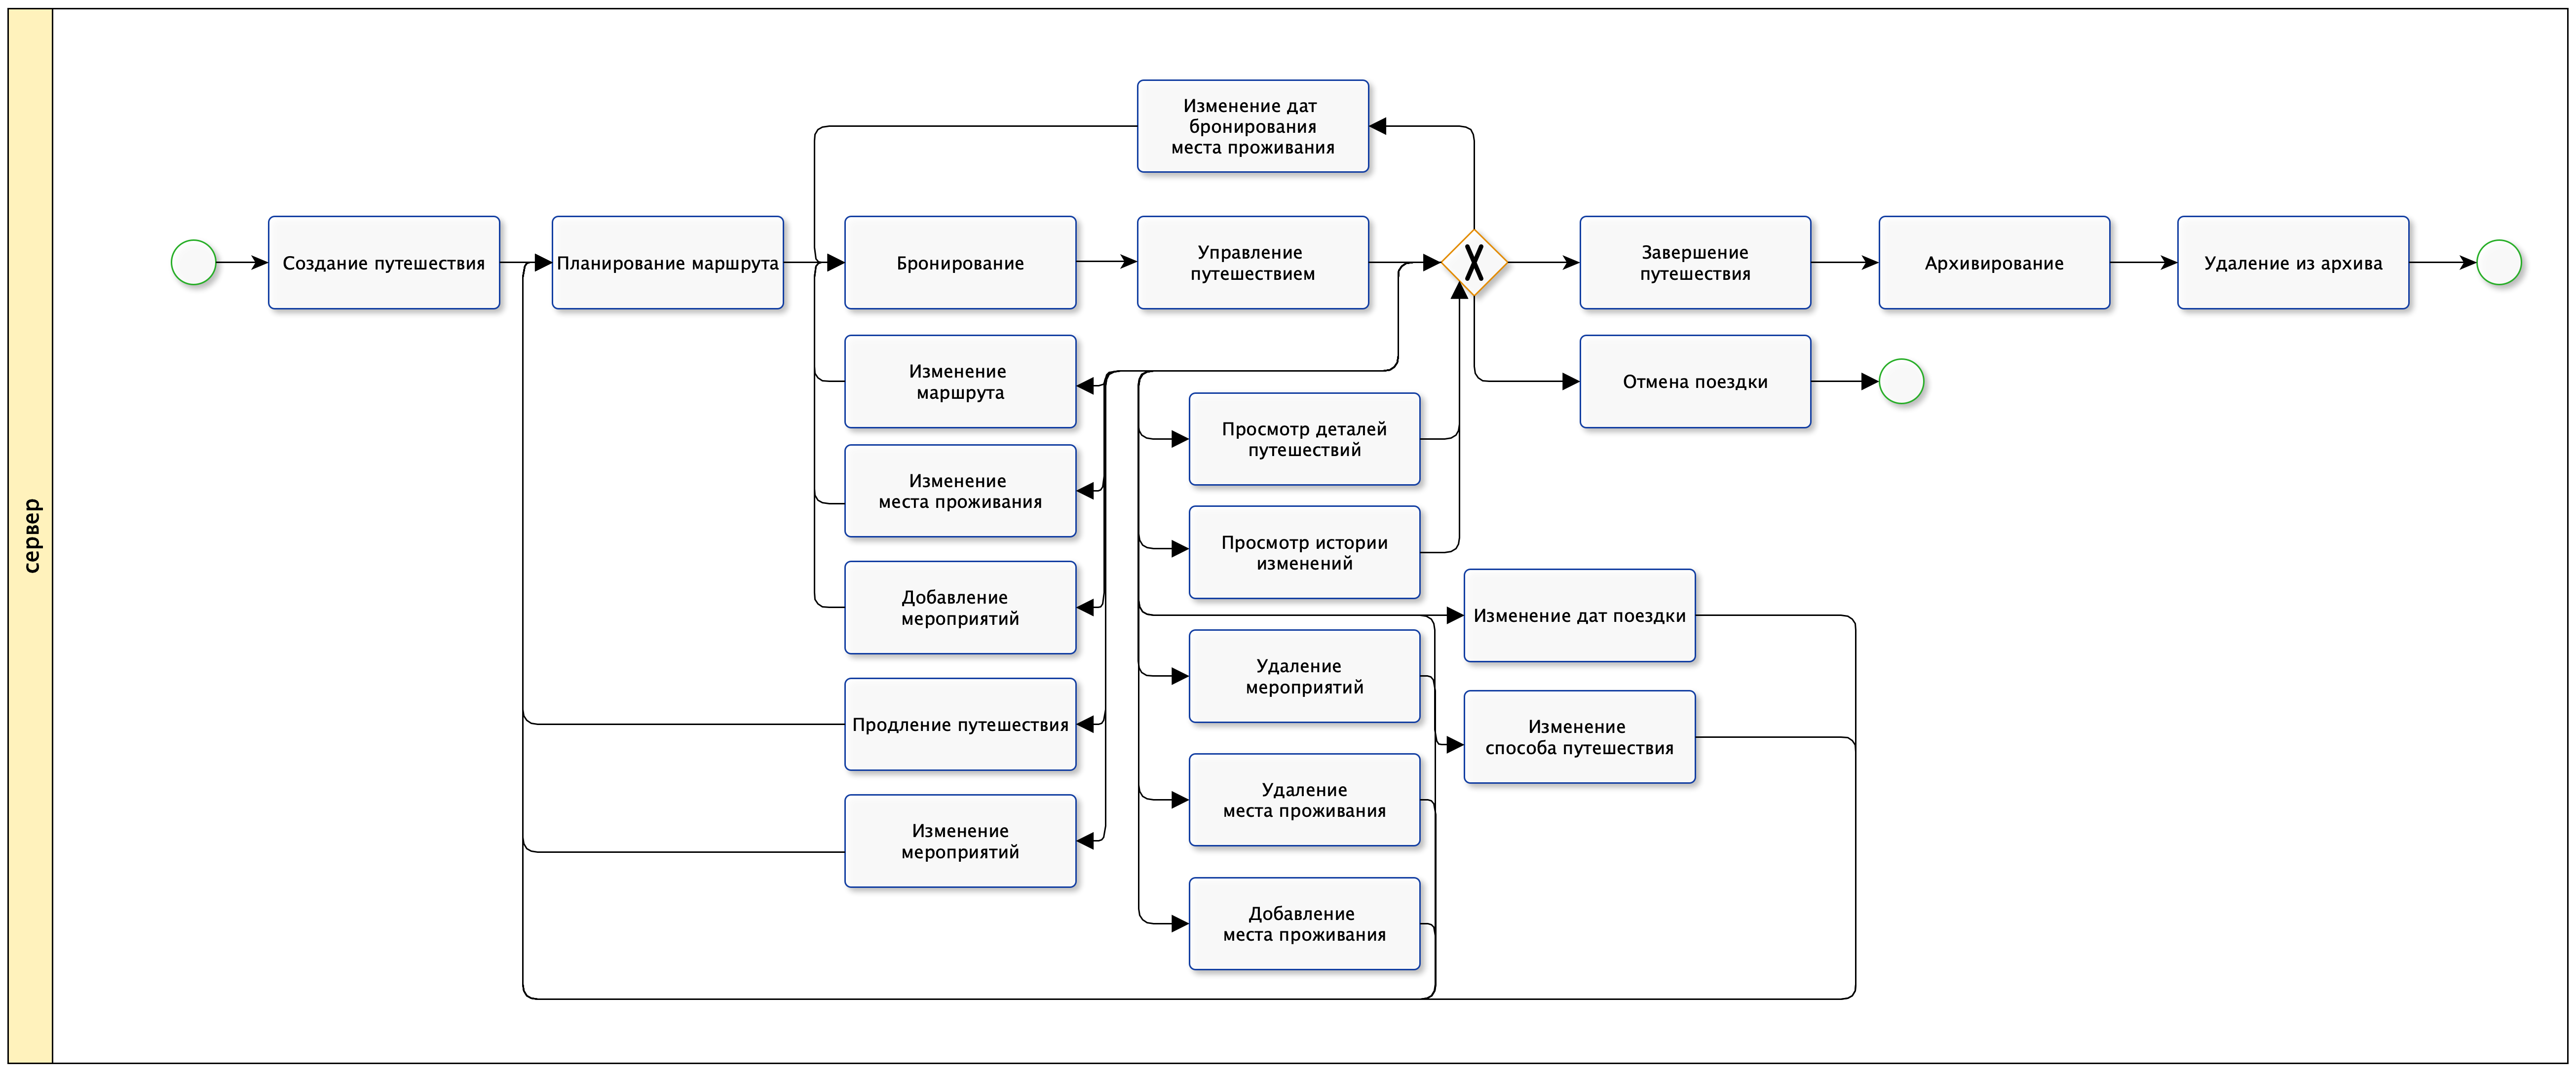 сервер
Изменение дат
бронирования
места проживания
Создание путешествия
Планирование маршрута
Бронирование
Управление
путешествием
X
Завершение
путешествия
Архивирование
Удаление из архива
Изменение
маршрута
Отмена поездки
Просмотр деталей
путешествий
Изменение
места проживания
Просмотр истории
изменений
Добавление
мероприятий
Изменение дат поездки
Удаление
мероприятий
Продление путешествия
Изменение
способа путешествия
Удаление
места проживания
Изменение
мероприятий
Добавление
места проживания